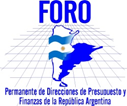 FORO
Permanente de Direcciones de Presupuesto y
Finanzas de la República Argentina